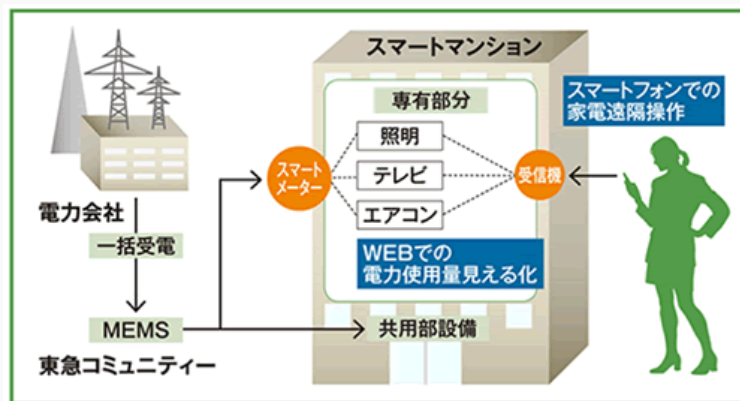 スマートマンション
専有部分
照明
テレビ
エアコン
スマート
メーター
受信機
スマートフォンでの
家電遠隔操作
WEBでの
電力使用量見える化
電力会社
一括受電
MEMS
東急コミュニティー
共用部設備